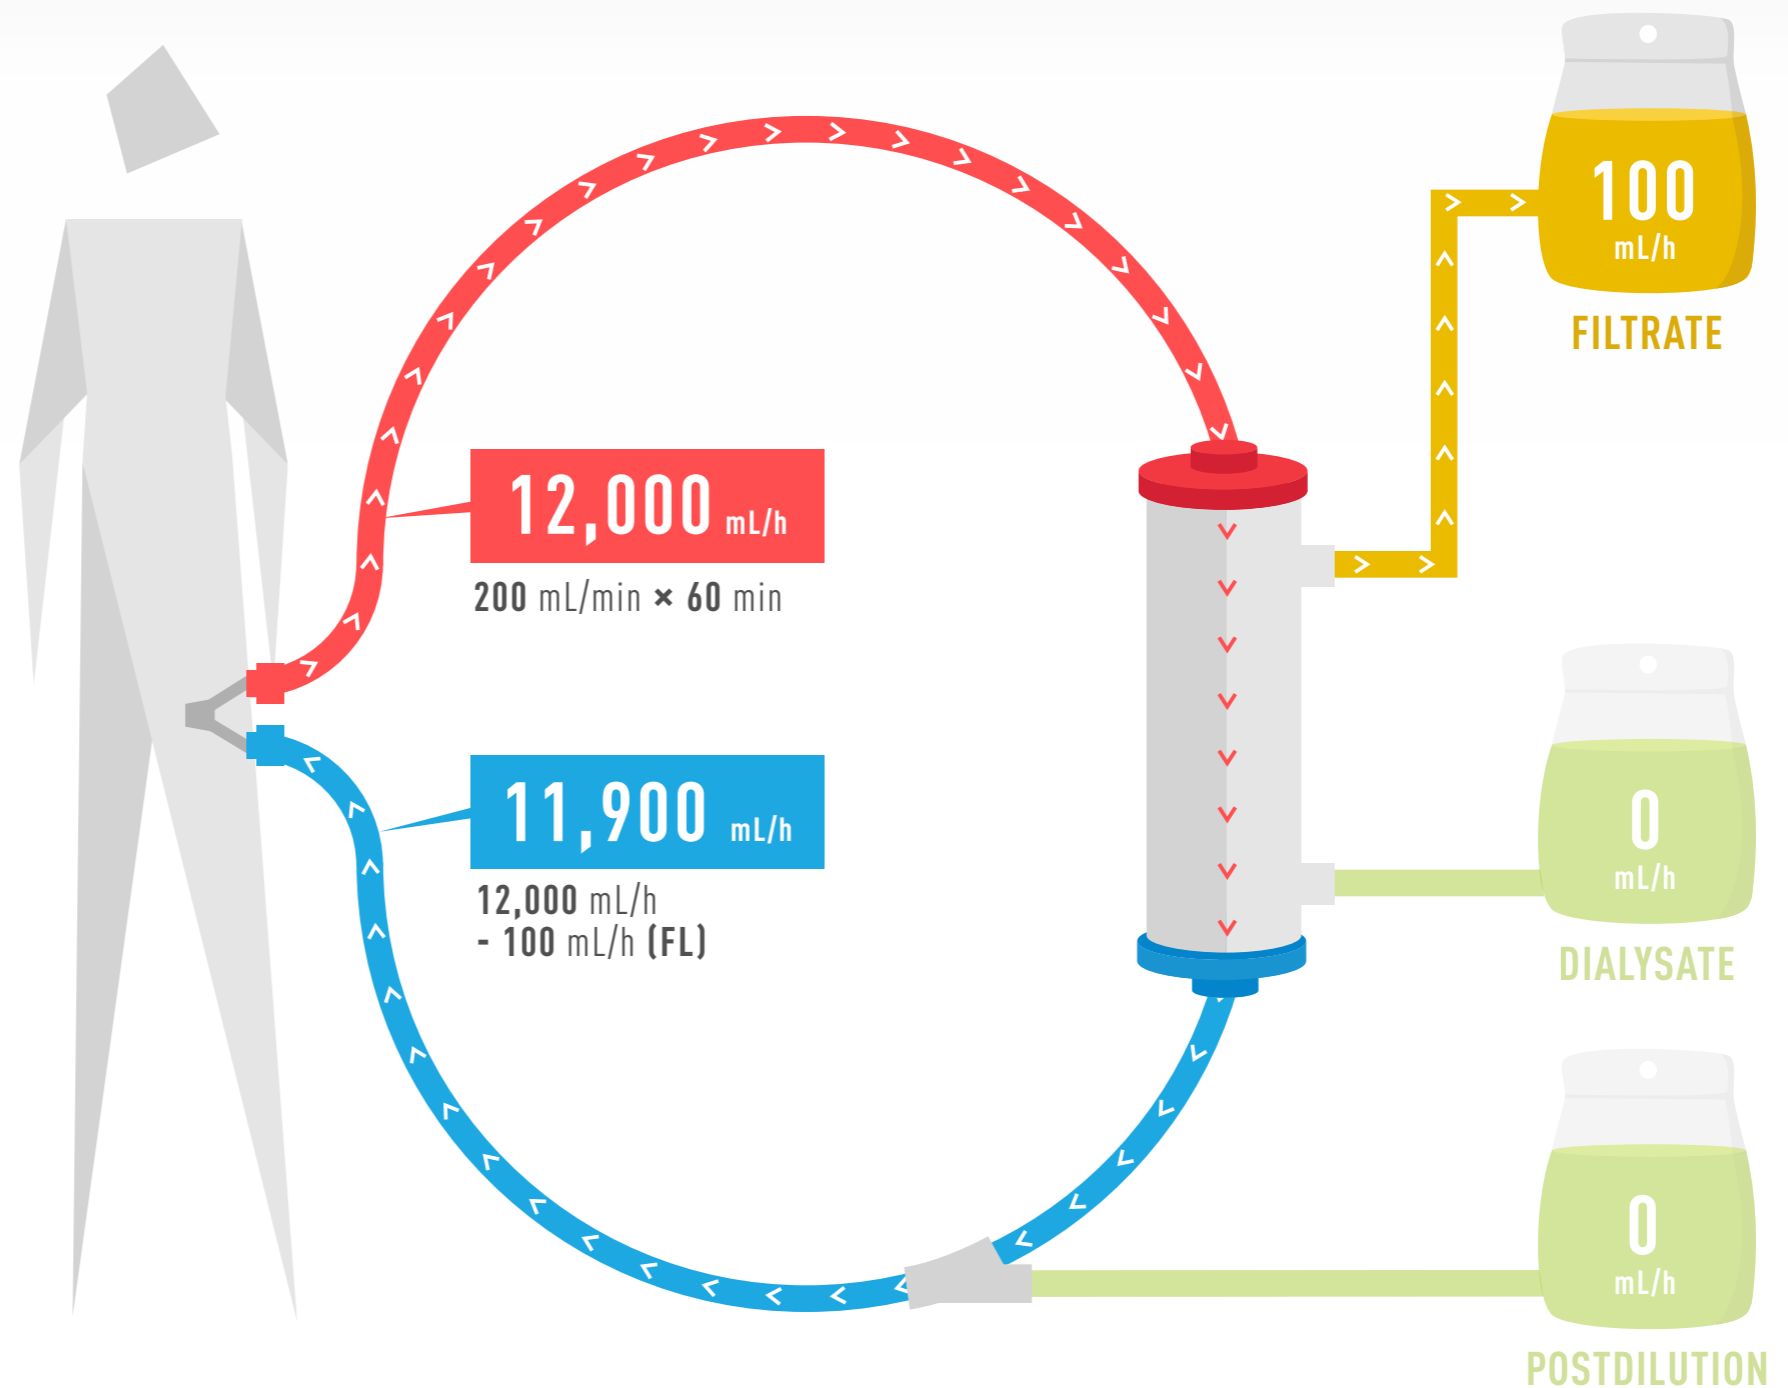 100
mL/h
FILTRATE
12,000 mL/h
200 mL/min × 60 min
11,900 mL/h
12,000 mL/h
- 100 mL/h (FL)
0
mL/h
DIALYSATE
0
mL/h
POSTDILUTION